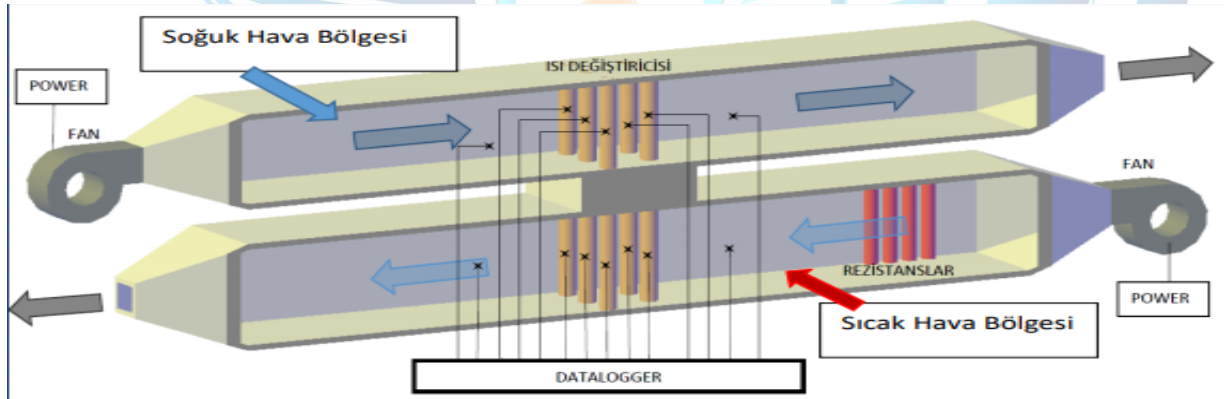 Soğuk Hava Bölgesi
POWER
ISI DEĞİŞTİRİCİSİ
FAN
FAN
REZİSTANSLAR
POWER
Sıcak Hava Bölgesi
DATALOGGER